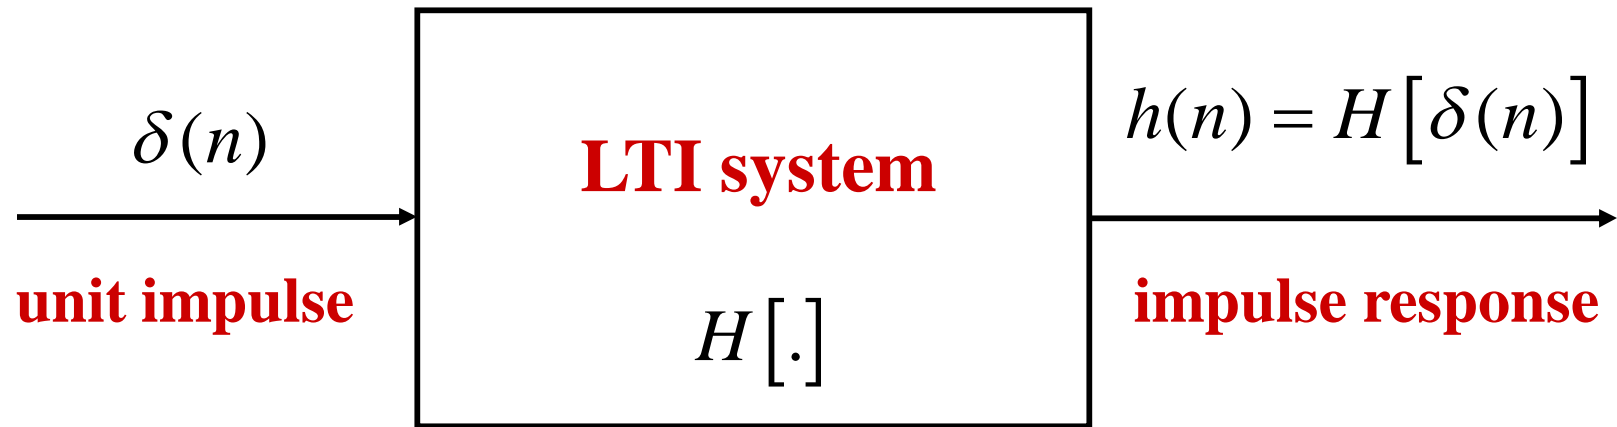 δ(n)
unit impulse
LTI system
H[.]
h(n) = H[δ(n)]
impulse response